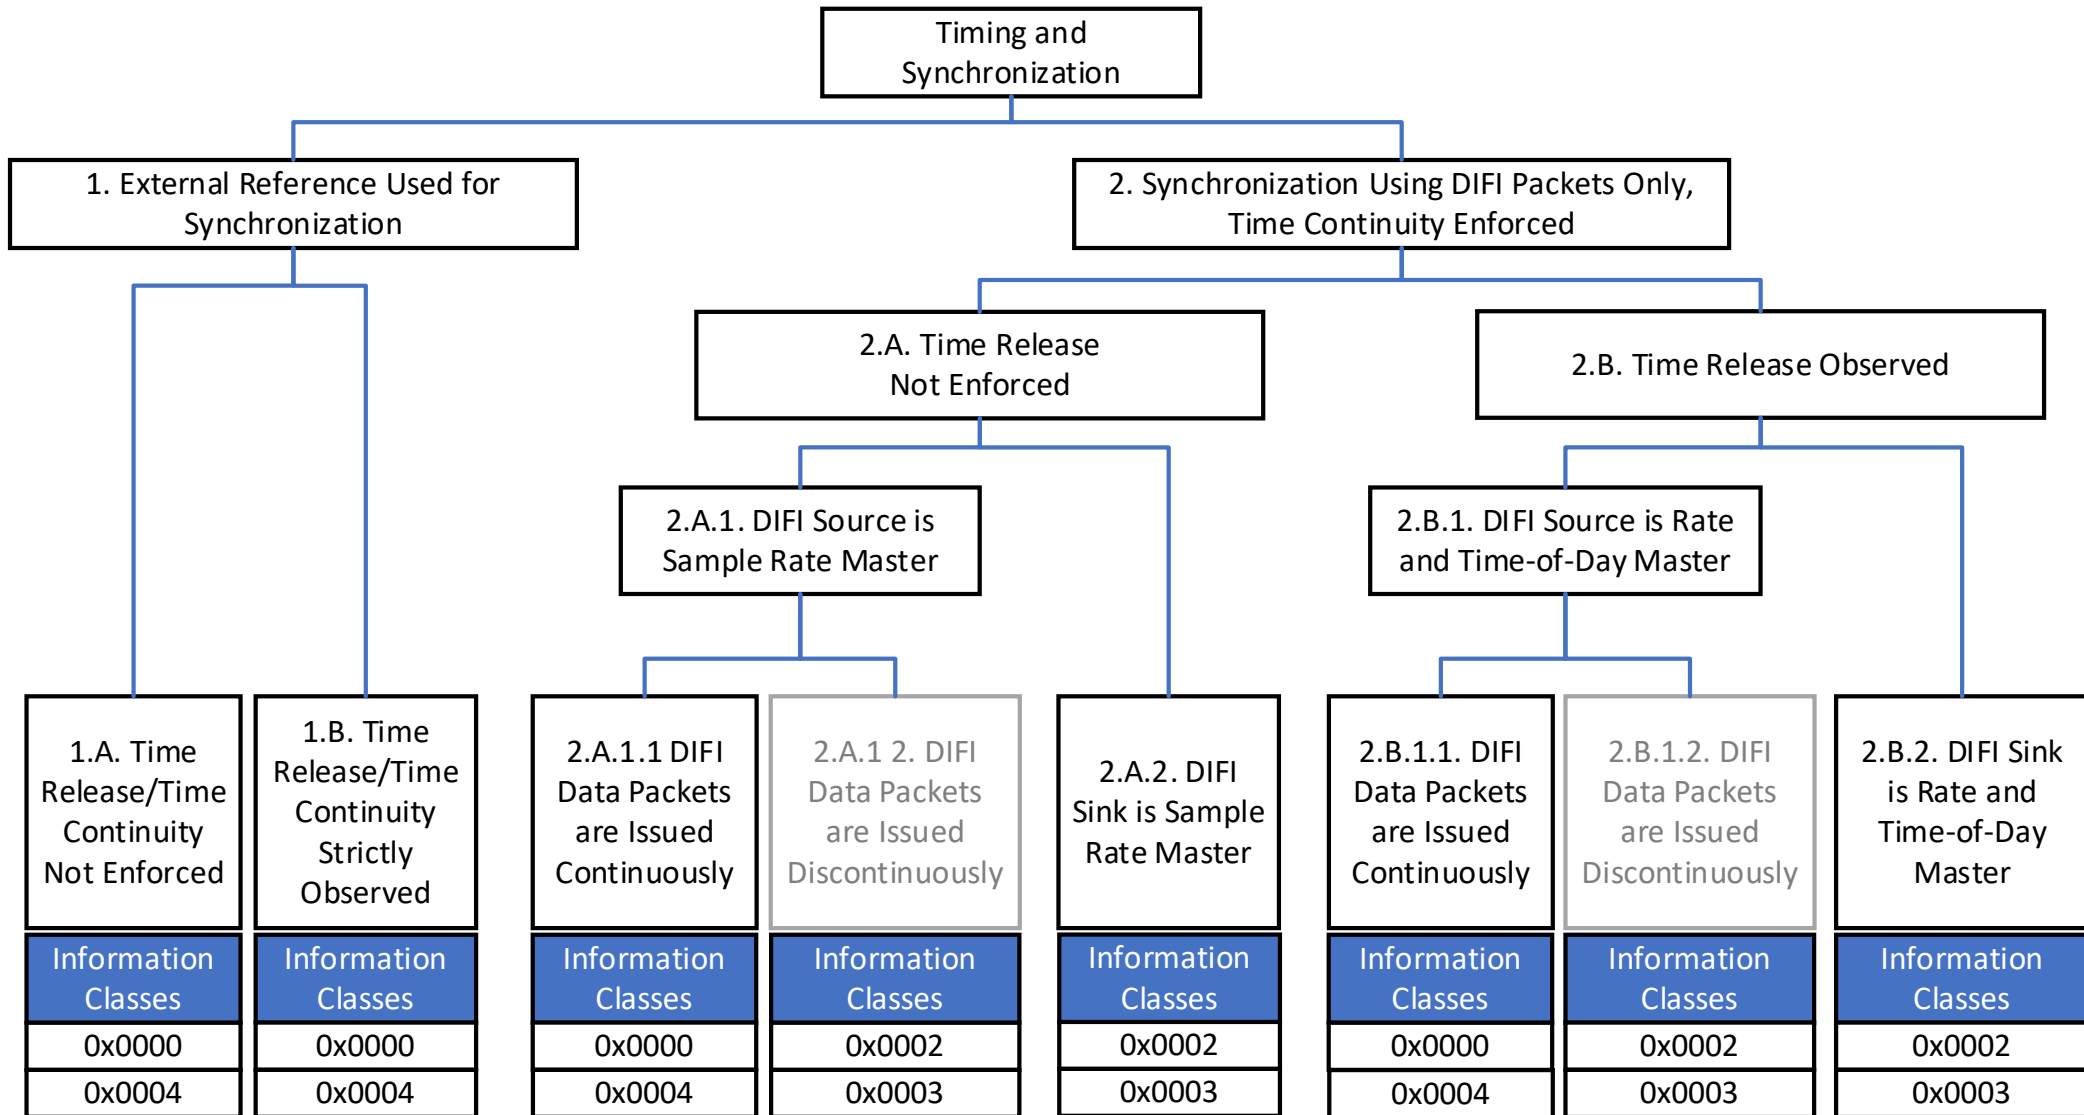 Timing and
Synchronization
1. External Reference Used for
Synchronization
2. Synchronization Using DIFI Packets Only,
Time Continuity Enforced
2.A. Time Release
Not Enforced
2.B. Time Release Observed
2.A.1. DIFI Source is
Sample Rate Master
2.B.1. DIFI Source is Rate
and Time-of-Day Master
1.A. Time
Release/Time
Continuity
Not Enforced
1.B. Time
Release/Time
Continuity
Strictly
Observed
2.A.1.1 DIFI
Data Packets
are Issued
Continuously
2.A.1 2. DIFI
Data Packets
are Issued
Discontinuously
2.A.2. DIFI
Sink is Sample
Rate Master
2.B.1.1. DIFI
Data Packets
are Issued
Continuously
2.B.1.2. DIFI
Data Packets
are Issued
Discontinuously
2.B.2. DIFI Sink
is Rate and
Time-of-Day
Master
Information
Classes
0x0000
0x0004
Information
Classes
0x0000
0x0004
Information
Classes
0x0000
0x0004
Information
Classes
0x0002
0x0003
Information
Classes
0x0002
0x0003
Information
Classes
0x0000
0x0004
Information
Classes
0x0002
0x0003
Information
Classes
0x0002
0x0003